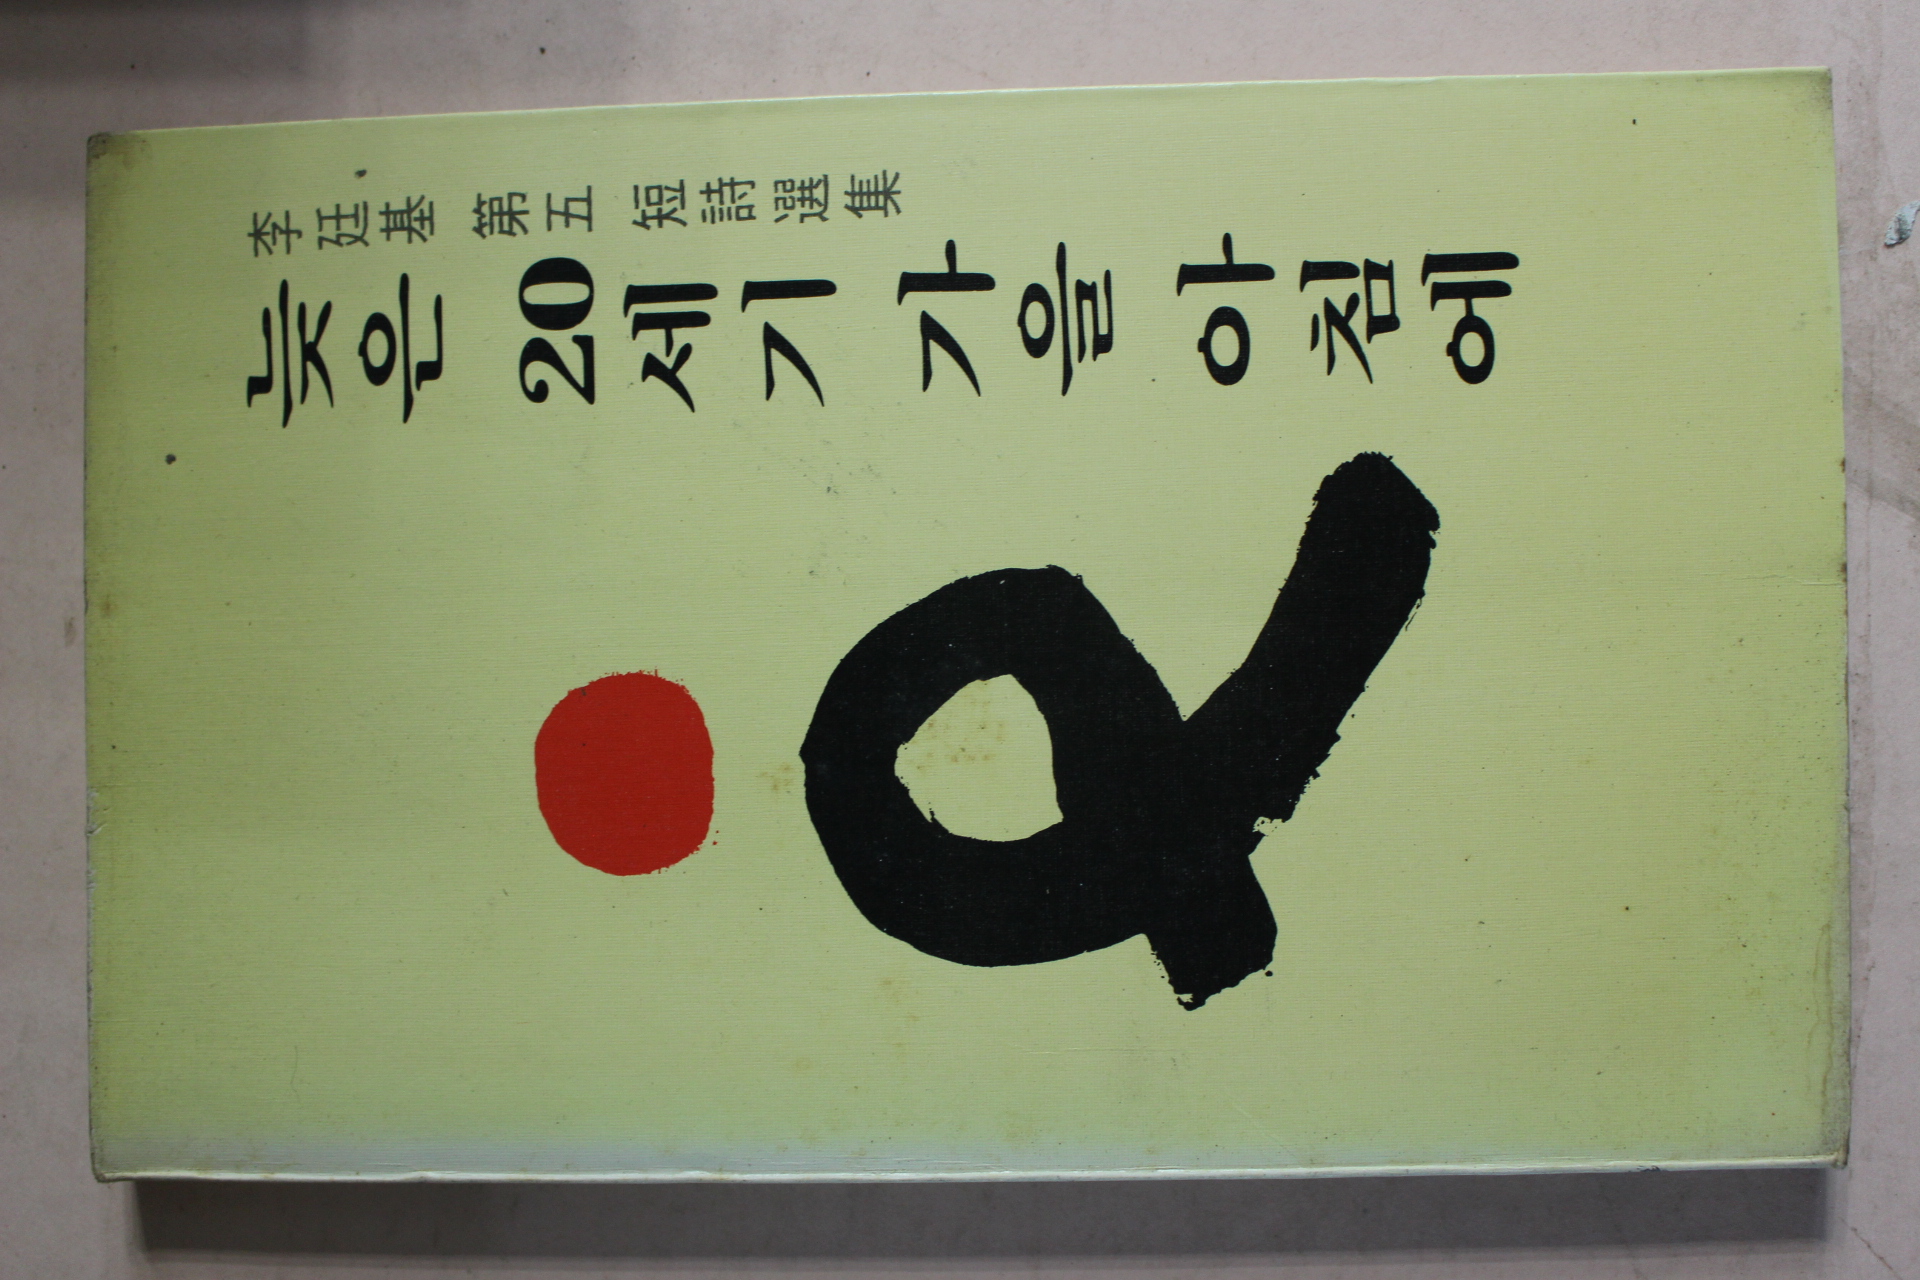 李廷基 第五 短詩選集
늦은 20세기 가을 아침에